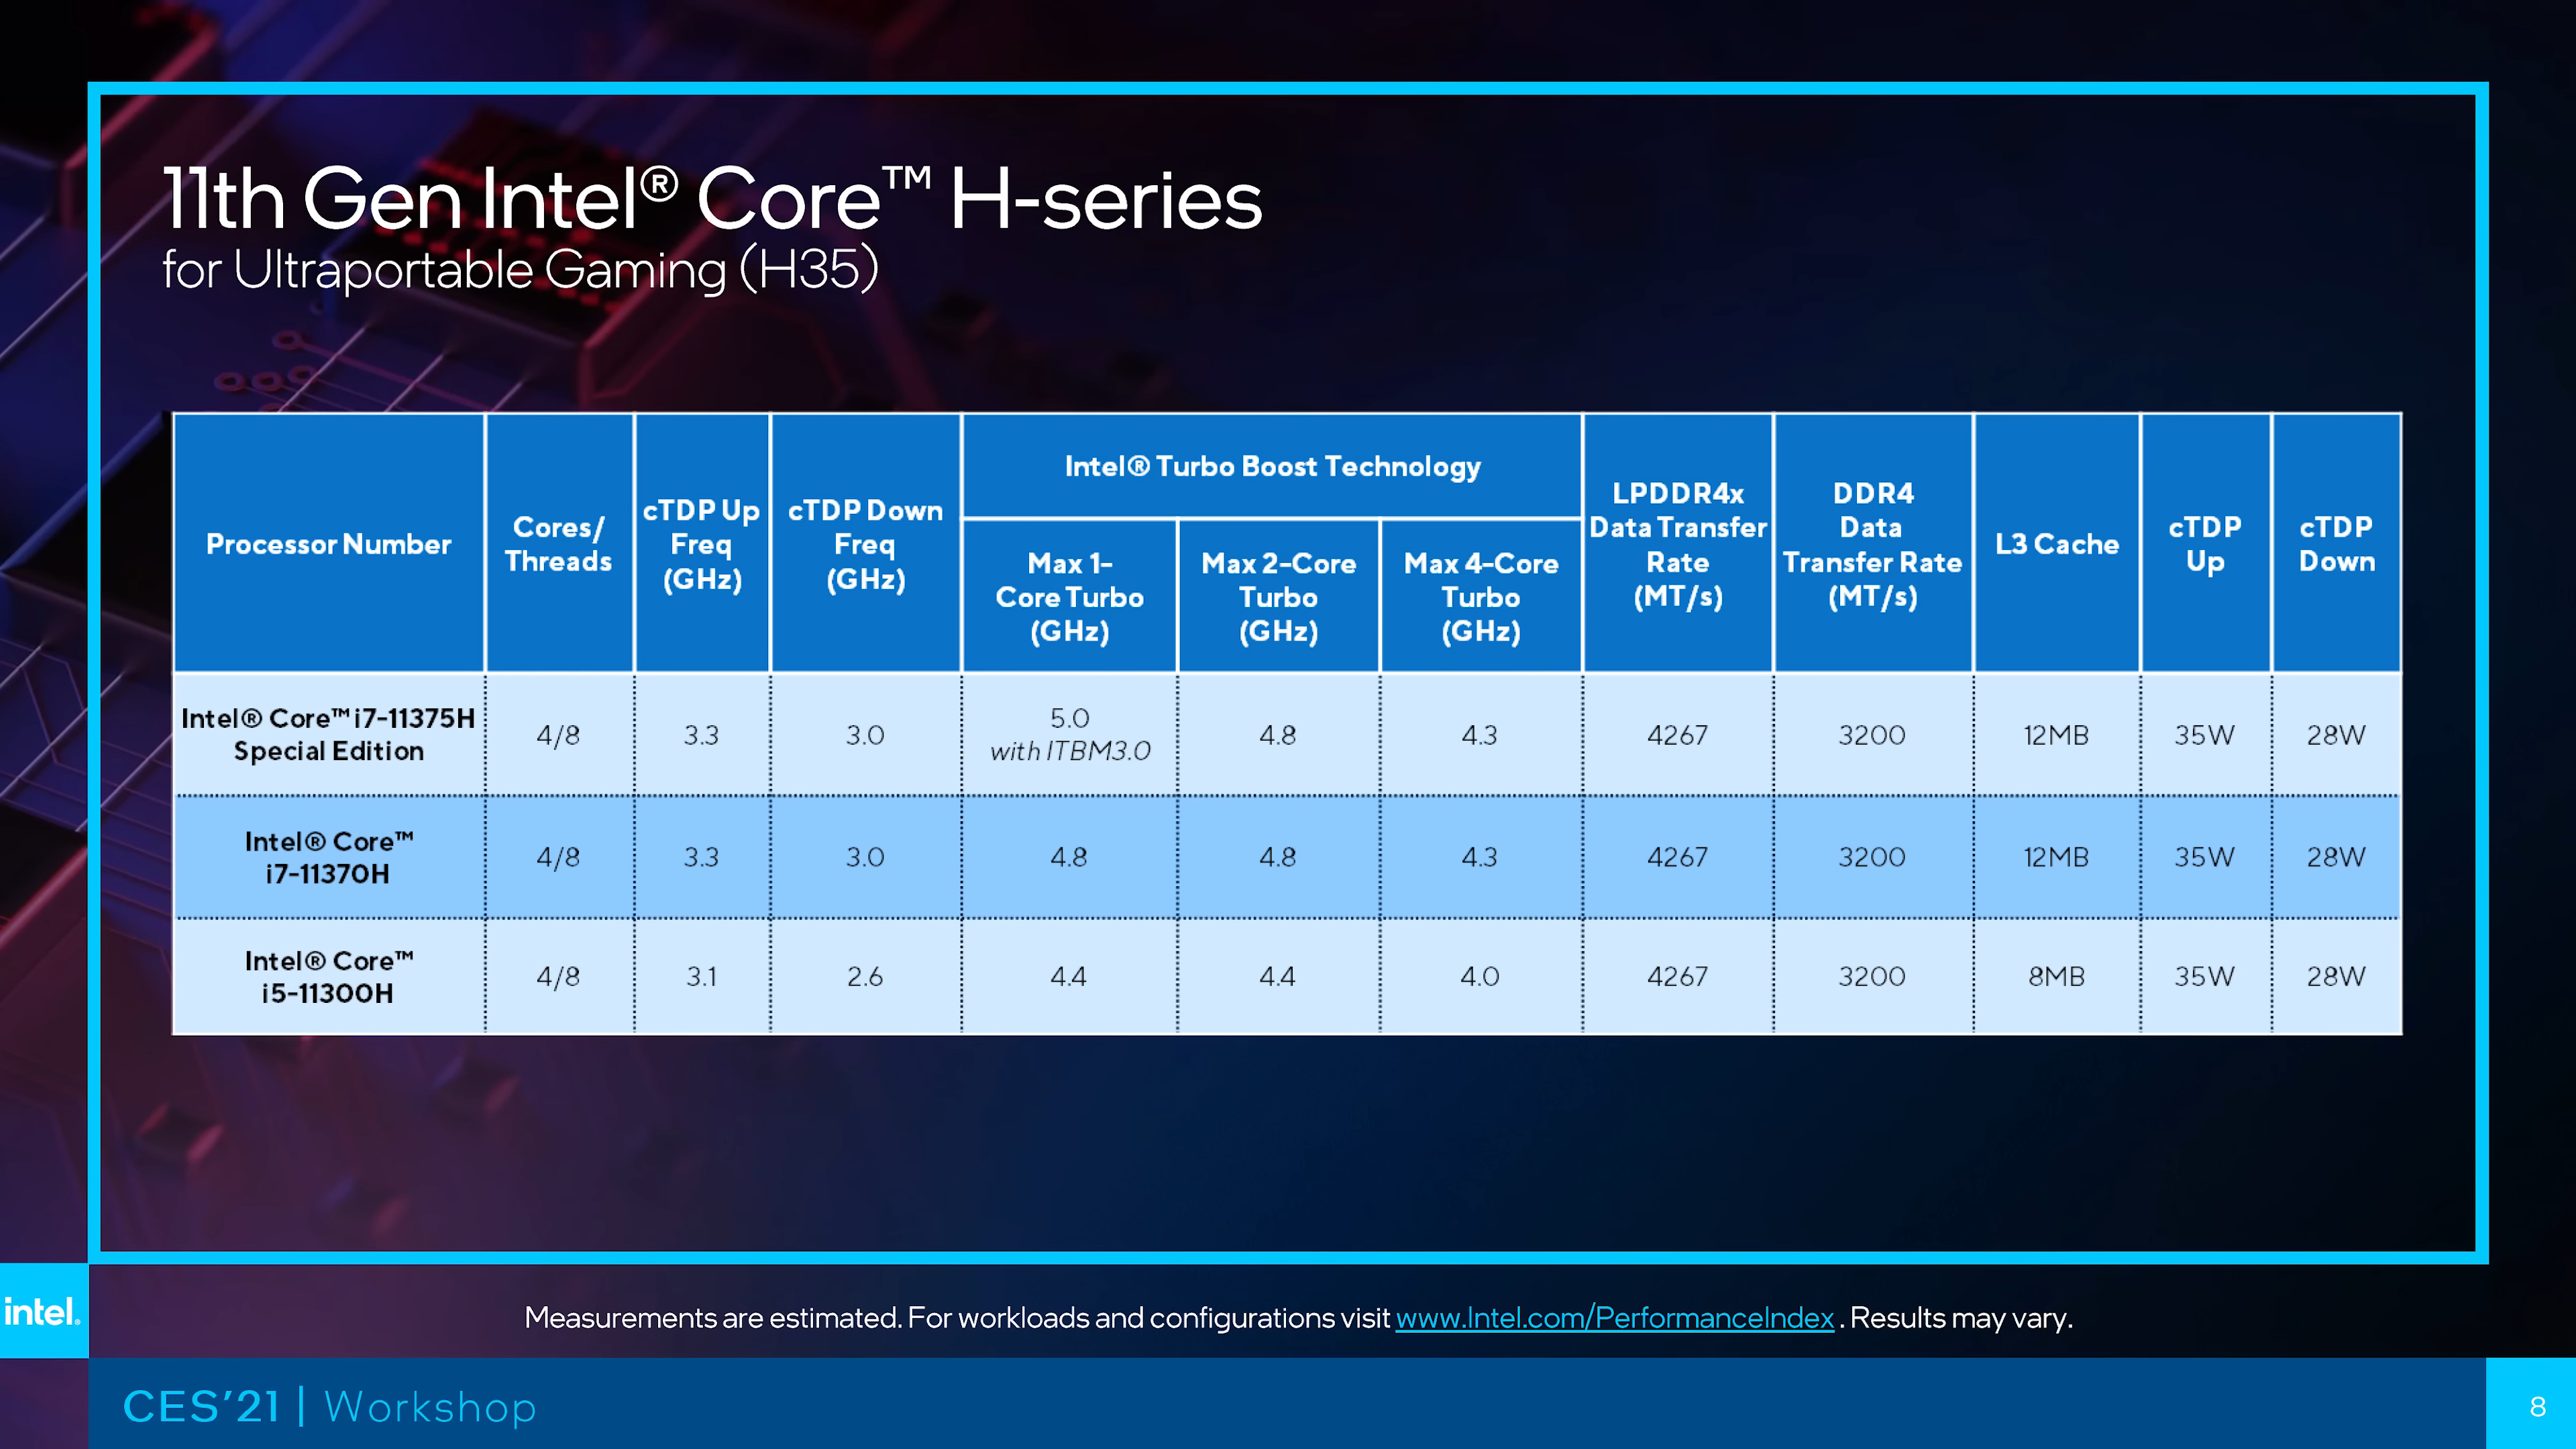 11th Gen Intel® Core™ H-series
for Ultraportable Gaming (H35)
Processor Number
Cores/
Threads
cTDP Up
Freq
(GHz)
cTDP Down
Freq
(GHz)
Intel® Turbo Boost Technology
Max 1-
Core Turbo
(GHz)
Max 2-Core
Turbo
(GHz)
Max 4-Core
Turbo
(GHz)
LPDDR4x
Data Transfer
Rate
(MT/s)
DDR4
Data
Transfer Rate
(MT/s)
L3 Cache
cTDP
Up
cTDP
Down
Intel® Core™ i7-11375H
Special Edition
4/8
3.3
3.0
5.0
with ITBM3.0
4.8
4.3
4267
3200
12MB
35W
28W
Intel® Core™
i7-11370H
4/8
3.3
3.0
4.8
4.8
4.3
4267
3200
12MB
35W
28W
Intel® Core™
i5-11300H
4/8
3.1
2.6
4.4
4.4
4.0
4267
3200
8MB
35W
28W
intel.
Measurements are estimated. For workloads and configurations visit www.Intel.com/PerformanceIndex . Results may vary.
CES'21 | Workshop
8